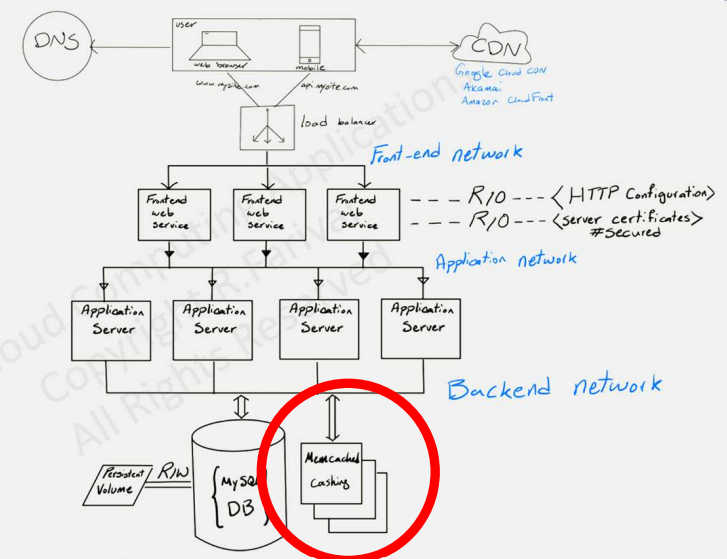 DNS
user
web browser
mobile
CDN
Google Cloud CDN
Akamai
Amazon CloudFront
www.mysite.com
api.mysite.com
load balancer
Front-end network
Frontend
web
service
Frontend
web
service
Frontend
web
service
R/O
<HTTP Configuration>
R/O
<server certificates>
#Secured
Application network
Application
Server
Application
Server
Application
Server
Application
Server
Backend network
Persistent
Volume
R/W
{MySQL
DB}
Memcached
Cashing
Cloud Computing Applications
Copyright R.Farivar
All Rights Reserved